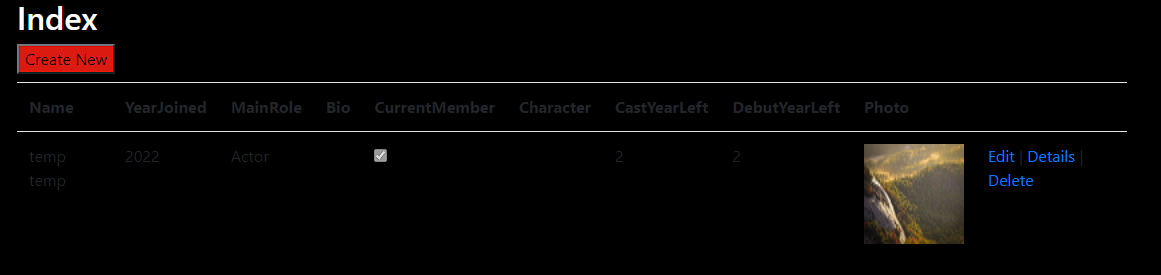 Index
Create New
Name YearJoined MainRole Bio CurrentMember Character CastYearLeft DebutYearLeft Photo
temp 2022 Actor 2 2 Edit | Details |
temp Delete